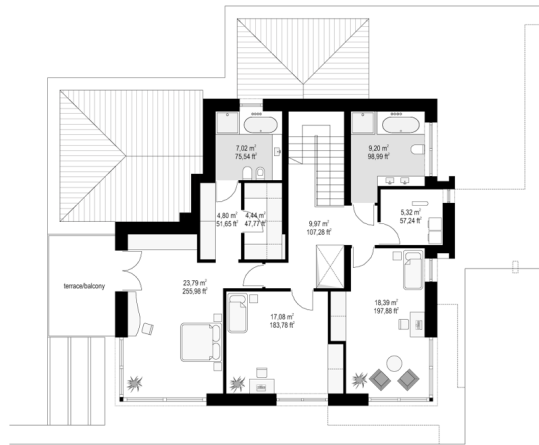 7,02 m²
75,54 ft²
9,20 m²
98,99 ft²
4,80 m²
51,65 ft²
4,44 m²
47,77 ft²
9,97 m²
107,28 ft²
5,32 m²
57,24 ft²
terrace/balcony
23,79 m²
255,98 ft²
17,08 m²
183,78 ft²
18,39 m²
197,88 ft²